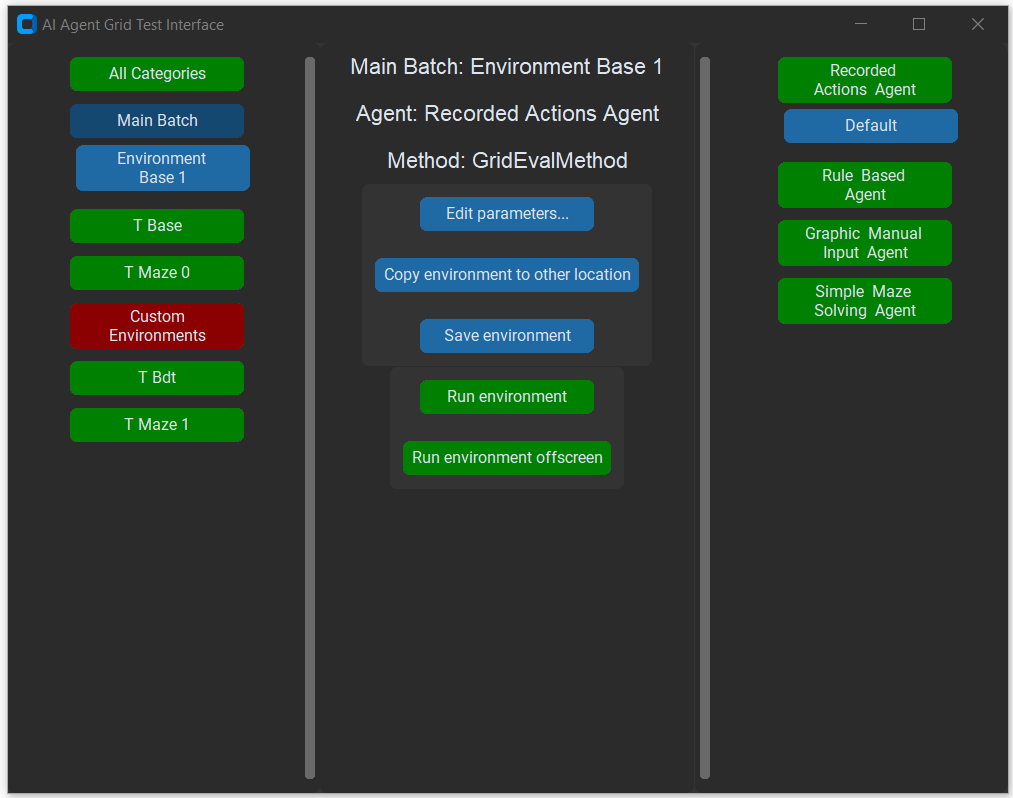 AI Agent Grid Test Interface
All Categories
Main Batch
Environment
Base 1
T Base
T Maze 0
Custom
Environments
T Bdt
T Maze 1
Main Batch: Environment Base 1
Agent: Recorded Actions Agent
Method: GridEvalMethod
Edit parameters...
Copy environment to other location
Save environment
Run environment
Run environment offscreen
Recorded
Actions Agent
Default
Rule Based
Agent
Graphic Manual
Input Agent
Simple Maze
Solving Agent